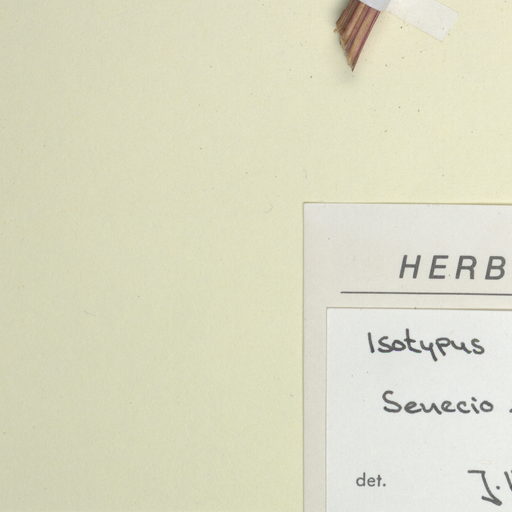 HERB
Isotypus
Senecio
det. J.